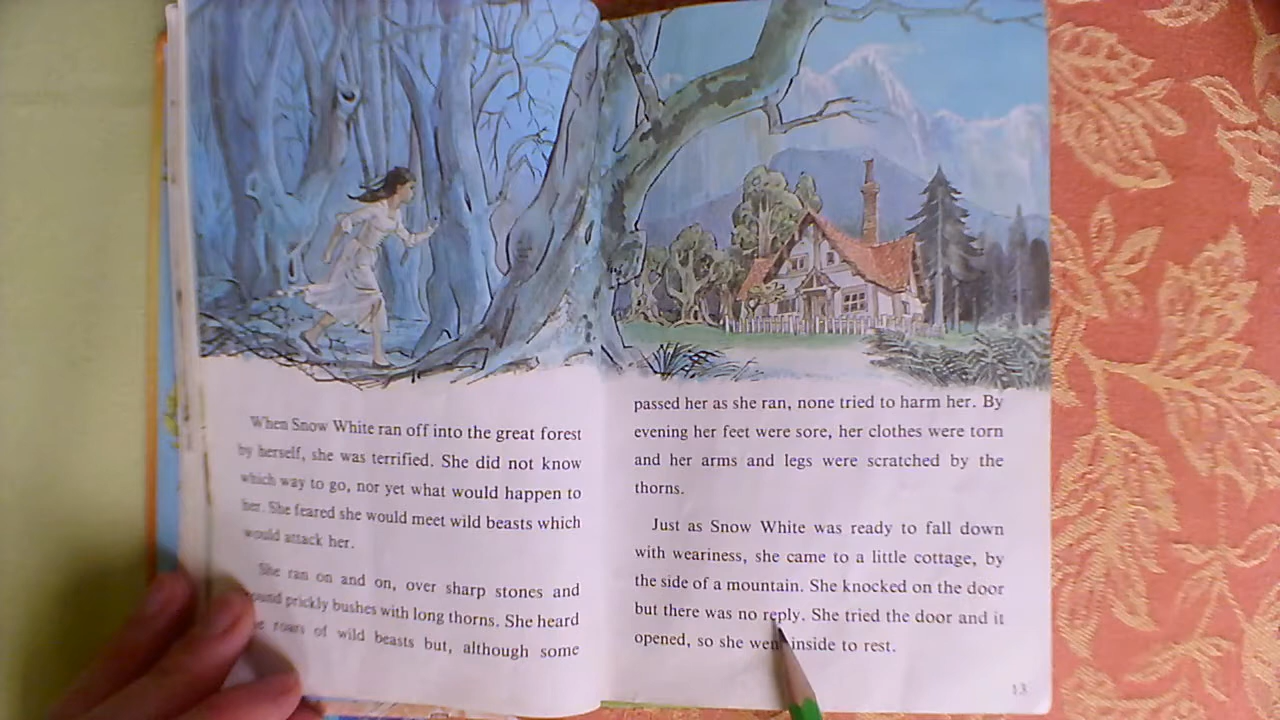 When Snow White ran off into the great forest
by herself, she was terrified. She did not know
which way to go, nor yet what would happen to
her. She feared she would meet wild beasts which
would attack her.
She ran on and on, over sharp stones and
prickly bushes with long thorns. She heard
roars of wild beasts but, although some
passed her as she ran, none tried to harm her. By
evening her feet were sore, her clothes were torn
and her arms and legs were scratched by the
thorns.
Just as Snow White was ready to fall down
with weariness, she came to a little cottage, by
the side of a mountain. She knocked on the door
but there was no reply. She tried the door and it
opened, so she went inside to rest.
13